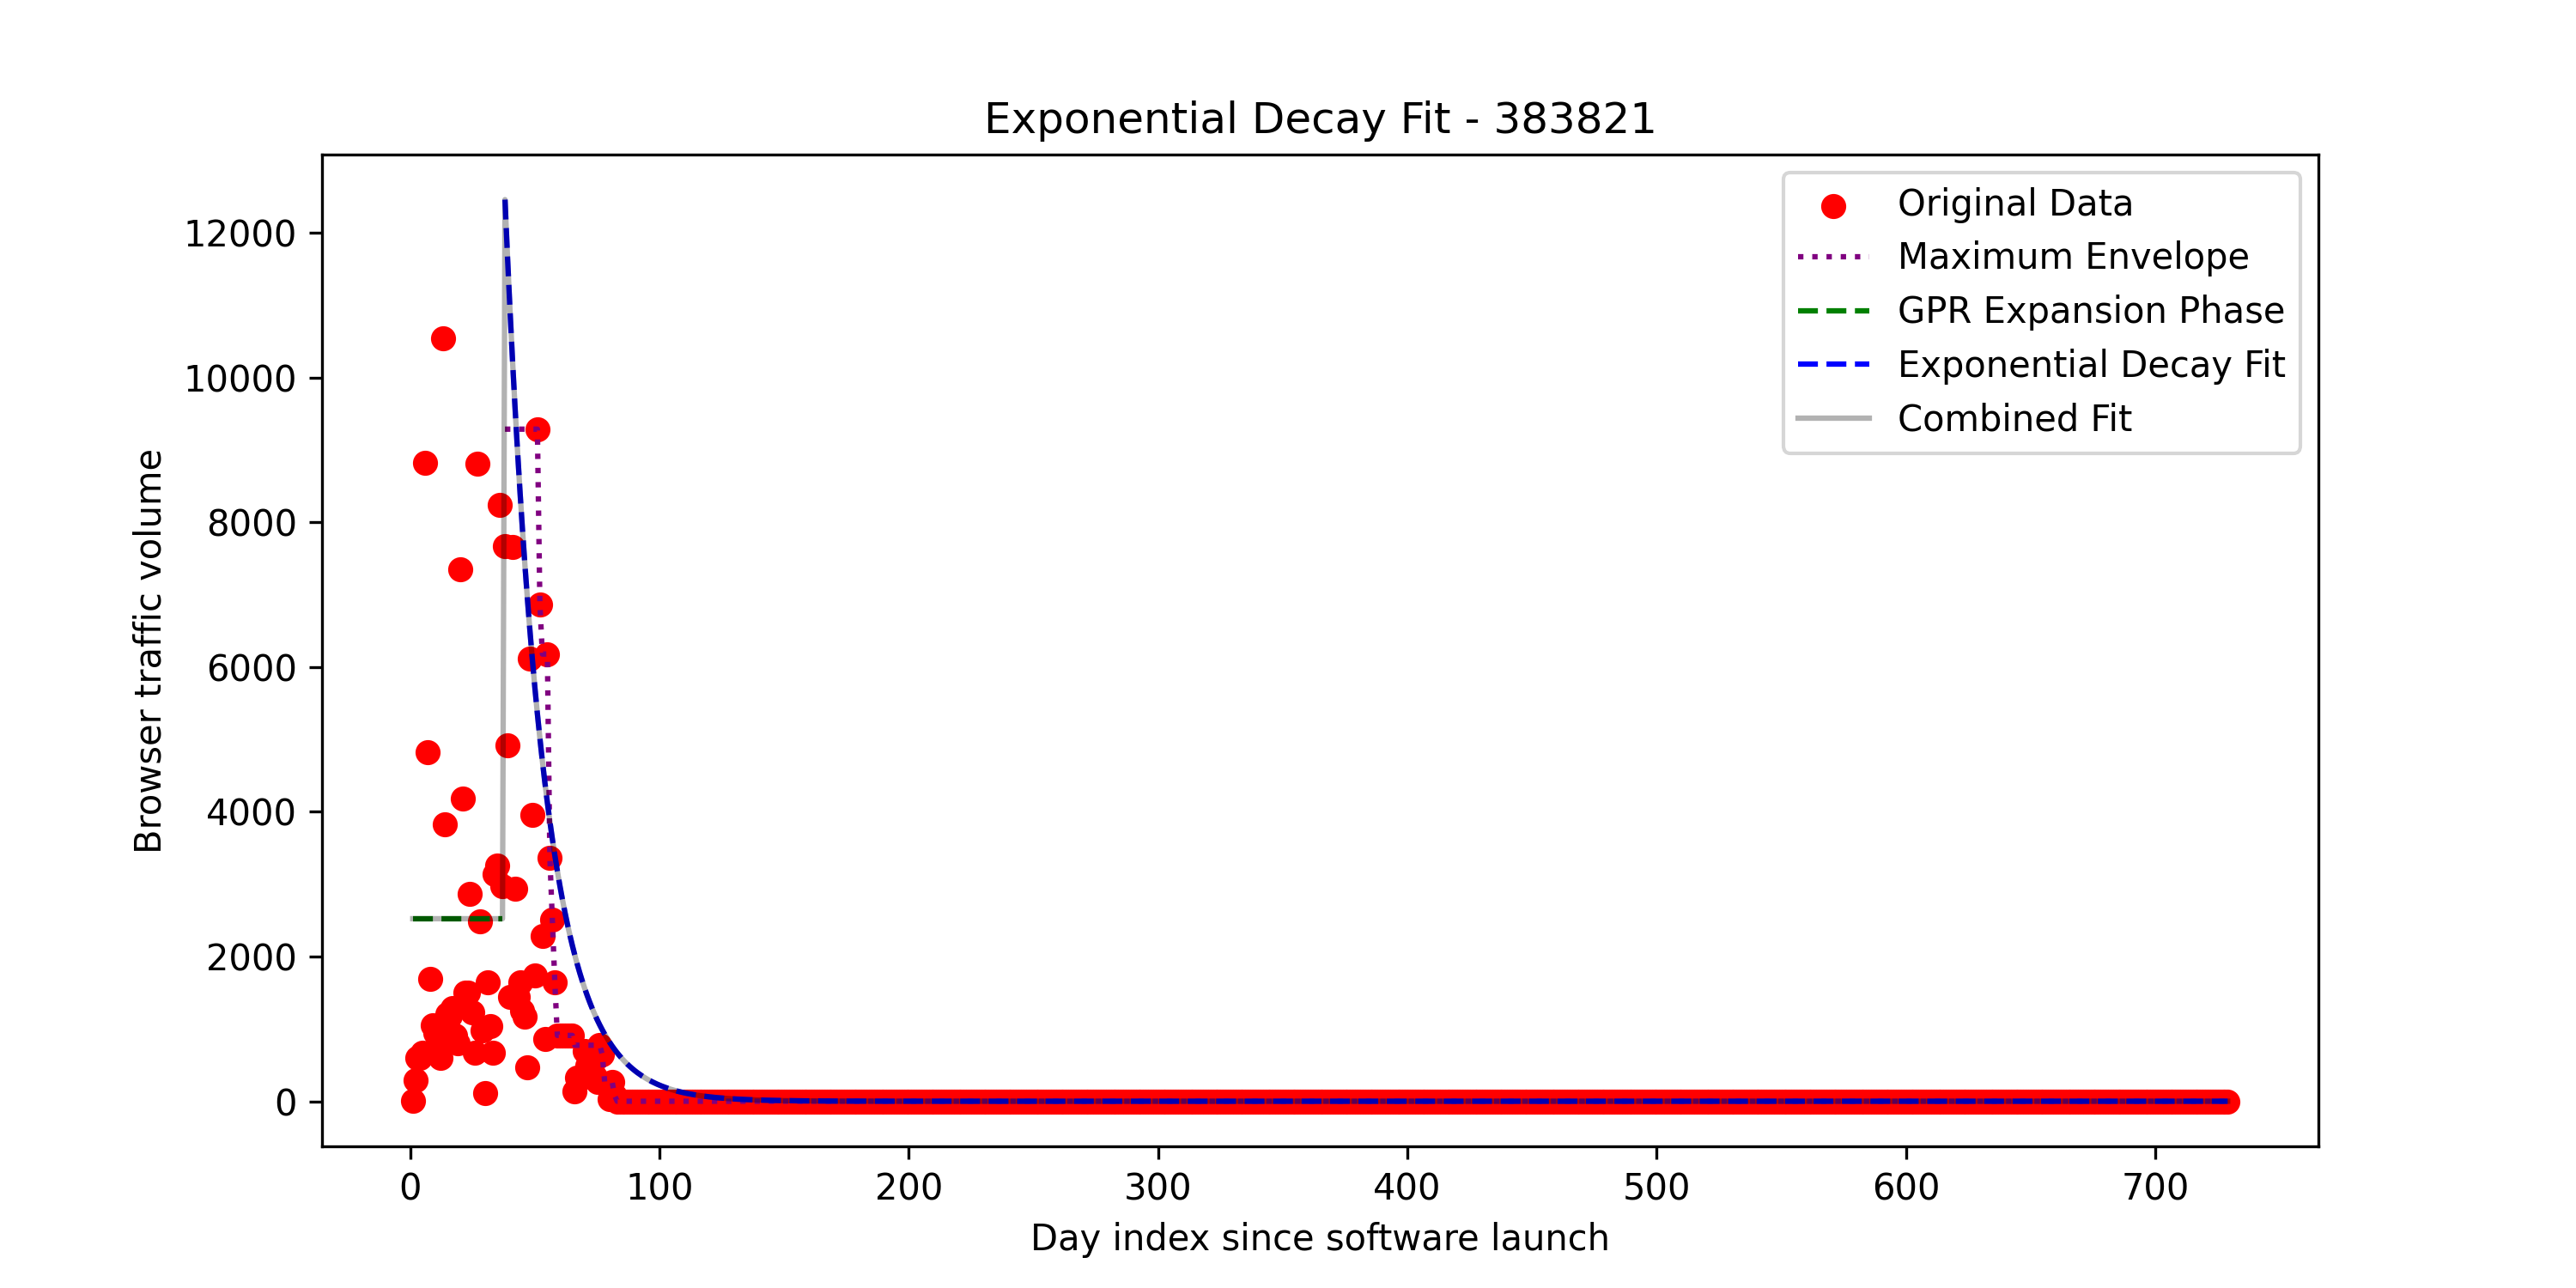 Exponential Decay Fit - 383821
Original Data
Maximum Envelope
GPR Expansion Phase
Exponential Decay Fit
Combined Fit
Browser traffic volume
12000
10000
8000
6000
4000
2000
0
0 100 200 300 400 500 600 700
Day index since software launch